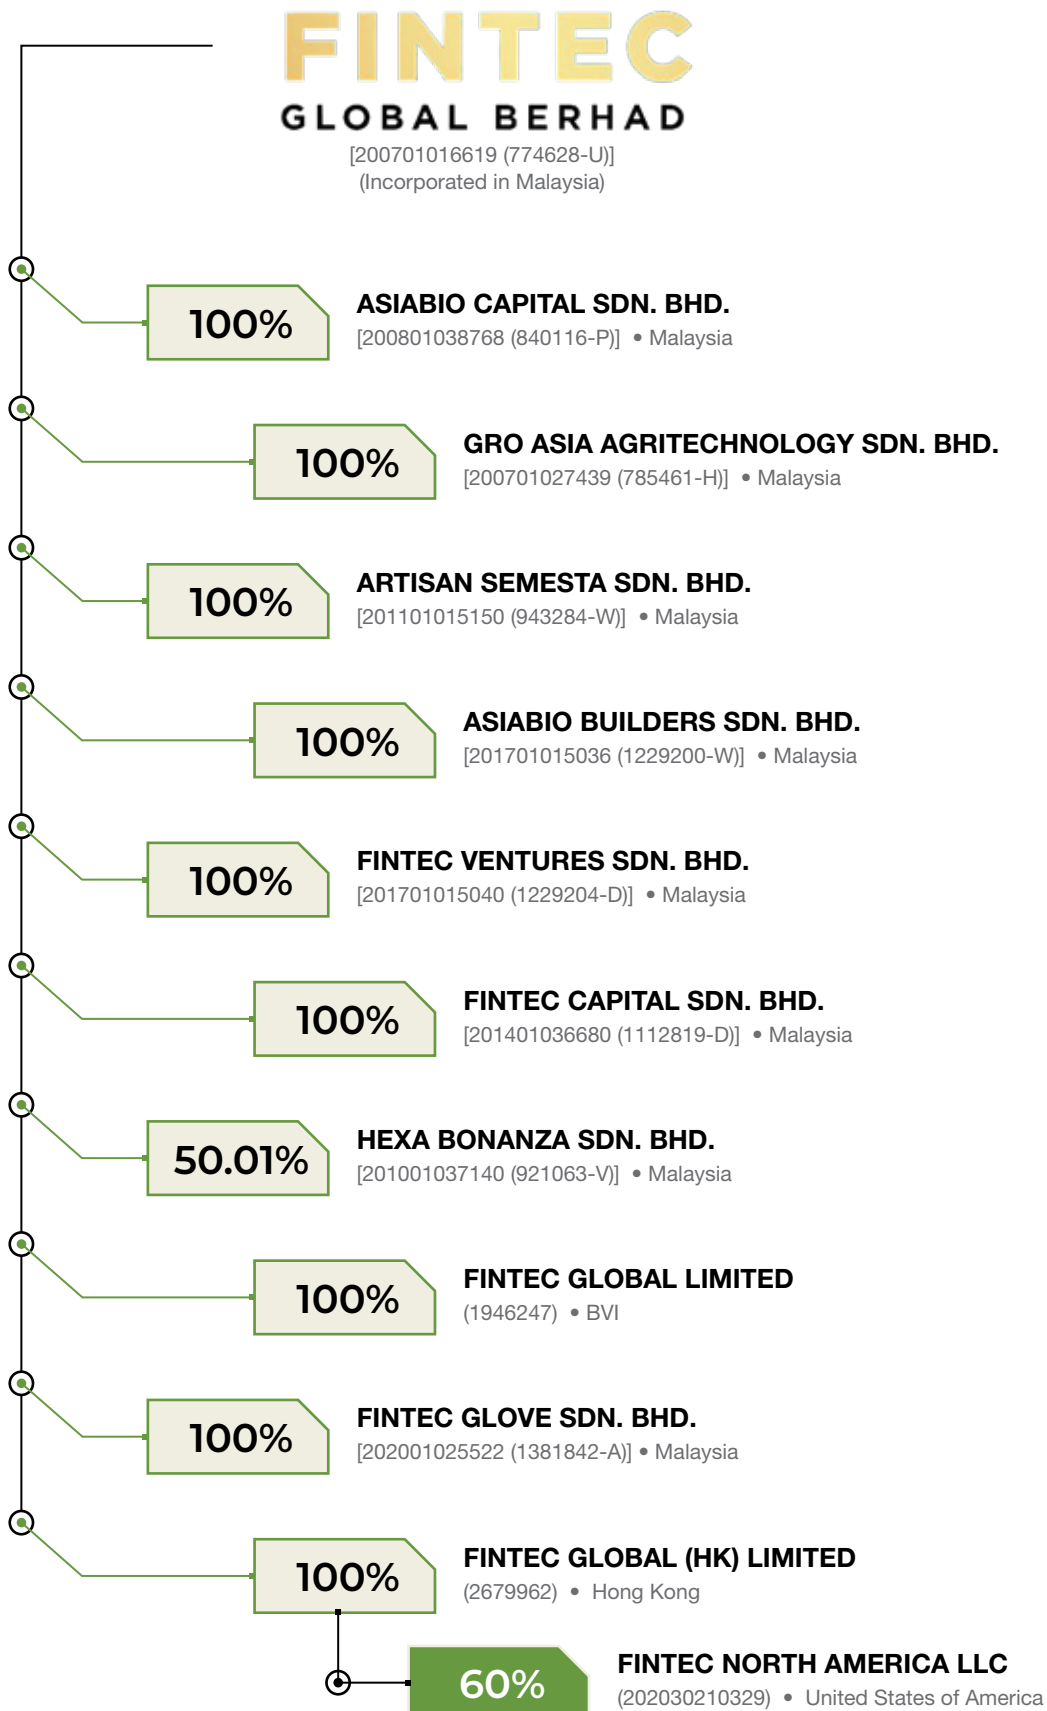 FINTEC
GLOBAL BERHAD
[200701016619 (774628-U)]
(Incorporated in Malaysia)
100%
ASIABIO CAPITAL SDN. BHD.
[200801038768 (840116-P)] • Malaysia
100%
GRO ASIA AGRITECHNOLOGY SDN. BHD.
[200701027439 (785461-H)] • Malaysia
100%
ARTISAN SEMESTA SDN. BHD.
[201101015150 (943284-W)] • Malaysia
100%
ASIABIO BUILDERS SDN. BHD.
[201701015036 (1229200-W)] • Malaysia
100%
FINTEC VENTURES SDN. BHD.
[201701015040 (1229204-D)] • Malaysia
100%
FINTEC CAPITAL SDN. BHD.
[201401036680 (1112819-D)] • Malaysia
50.01%
HEXA BONANZA SDN. BHD.
[201001037140 (921063-V)] • Malaysia
100%
FINTEC GLOBAL LIMITED
(1946247) • BVI
100%
FINTEC GLOVE SDN. BHD.
[202001025522 (1381842-A)] • Malaysia
100%
FINTEC GLOBAL (HK) LIMITED
(2679962) • Hong Kong
60%
FINTEC NORTH AMERICA LLC
(202030210329) • United States of America